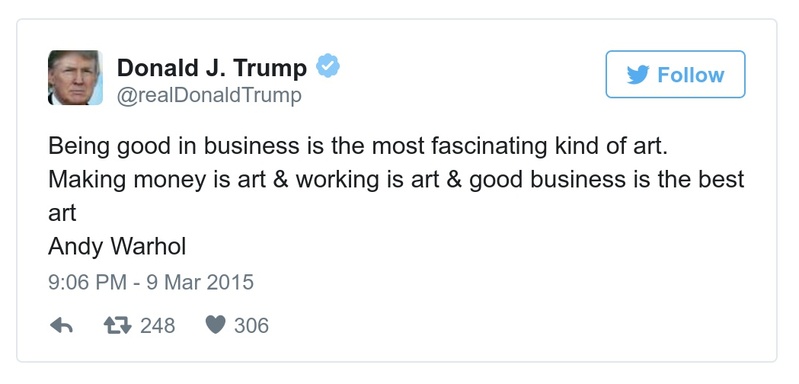 Donald J. Trump
Follow
@realDonaldTrump
Being good in business is the most fascinating kind of art.
Making money is art & working is art & good business is the best
art
Andy Warhol
9:06 PM - 9 Mar 2015
248 306